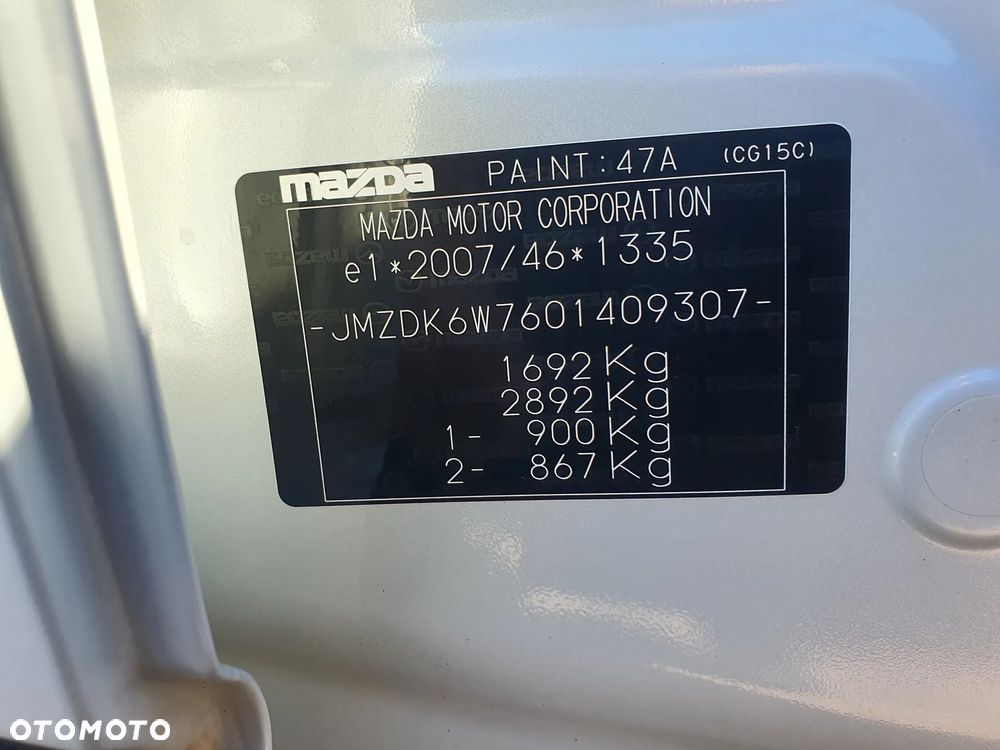 mazda PAINT:47A (CG15C)
MAZDA MOTOR CORPORATION
e1*2007/46*1335
-JMZDK6W7601409307-
1692Kg
2892Kg
1- 900Kg
2- 867Kg
OTOMOTO